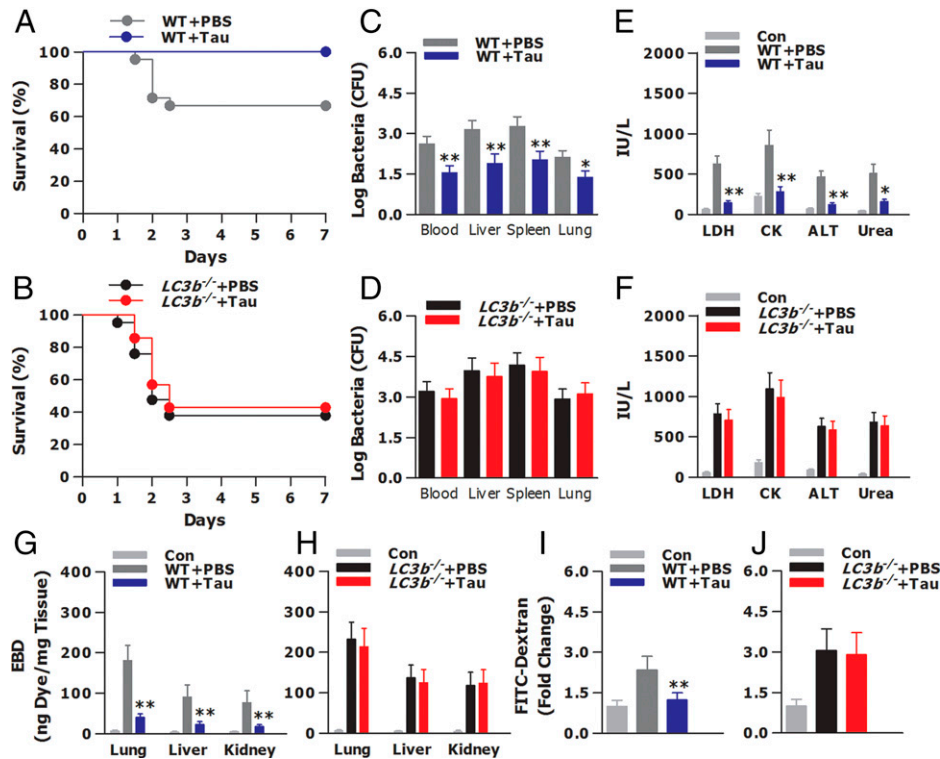 A
WT+PBS
WT+Tau
Survival (%)
100
80
60
40
20
0
0 1 2 3 4 5 6 7
Days
C
WT+PBS
WT+Tau
Log Bacteria (CFU)
6.0
4.5
3.0
1.5
0.0
** ** ** *
Blood Liver Spleen Lung
E
Con
WT+PBS
WT+Tau
IU/L
2000
1500
1000
500
0
** ** ** *
LDH CK ALT Urea
B
LC3b-/-+PBS
LC3b-/-+Tau
Survival (%)
100
80
60
40
20
0
0 1 2 3 4 5 6 7
Days
D
LC3b-/-+PBS
LC3b-/-+Tau
Log Bacteria (CFU)
6.0
4.5
3.0
1.5
0.0
Blood Liver Spleen Lung
F
Con
LC3b-/-+PBS
LC3b-/-+Tau
IU/L
2000
1500
1000
500
0
LDH CK ALT Urea
G
Con
WT+PBS
WT+Tau
EBD
(ng Dye/mg Tissue)
400
300
200
100
0
** ** **
Lung Liver Kidney
H
Con
LC3b-/-+PBS
LC3b-/-+Tau
400
300
200
100
0
Lung Liver Kidney
I
Con
WT+PBS
WT+Tau
FITC-Dextran
(Fold Change)
6.0
4.5
3.0
1.5
0.0
**
J
Con
LC3b-/-+PBS
LC3b-/-+Tau
6.0
4.5
3.0
1.5
0.0